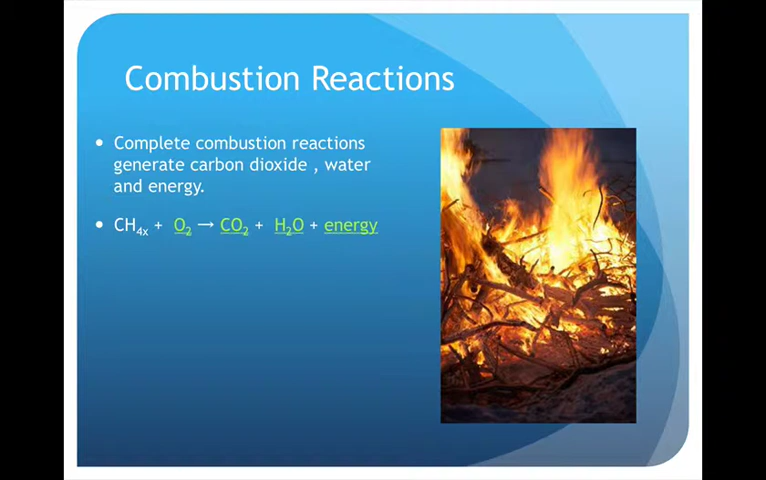 Combustion Reactions
• Complete combustion reactions
generate carbon dioxide , water
and energy.
• CH₄ₓ + O₂ → CO₂ + H₂O + energy